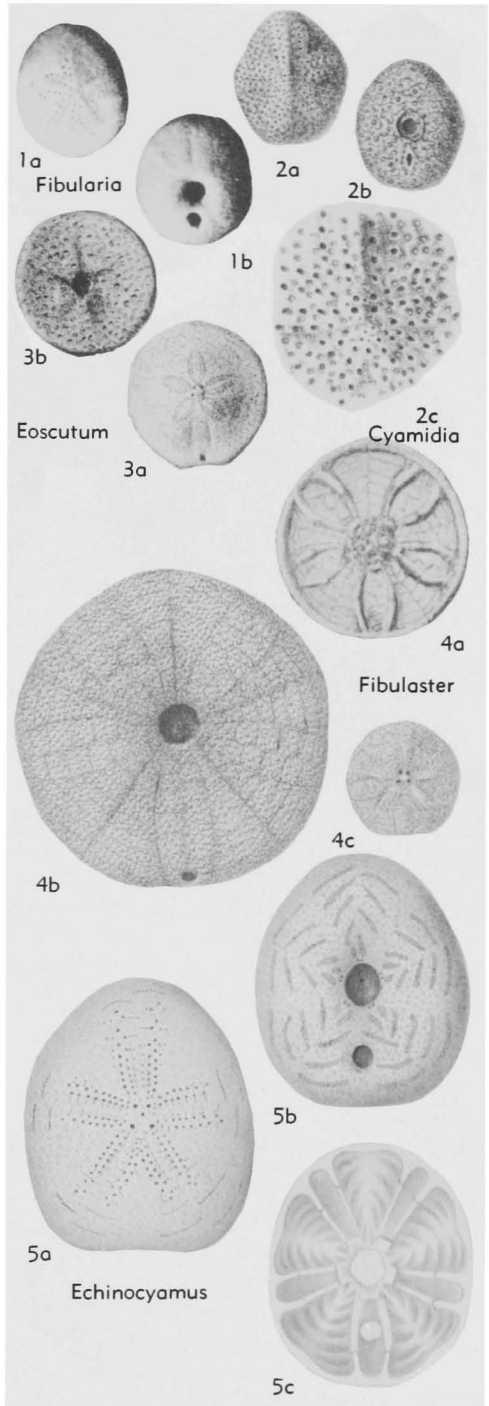 1a
Fibularia
1b
2a
2b
3b
Eoscutum
3a
2c
Cyamidia
4a
Fibulaster
4b
4c
5b
5a
Echinocyamus
5c